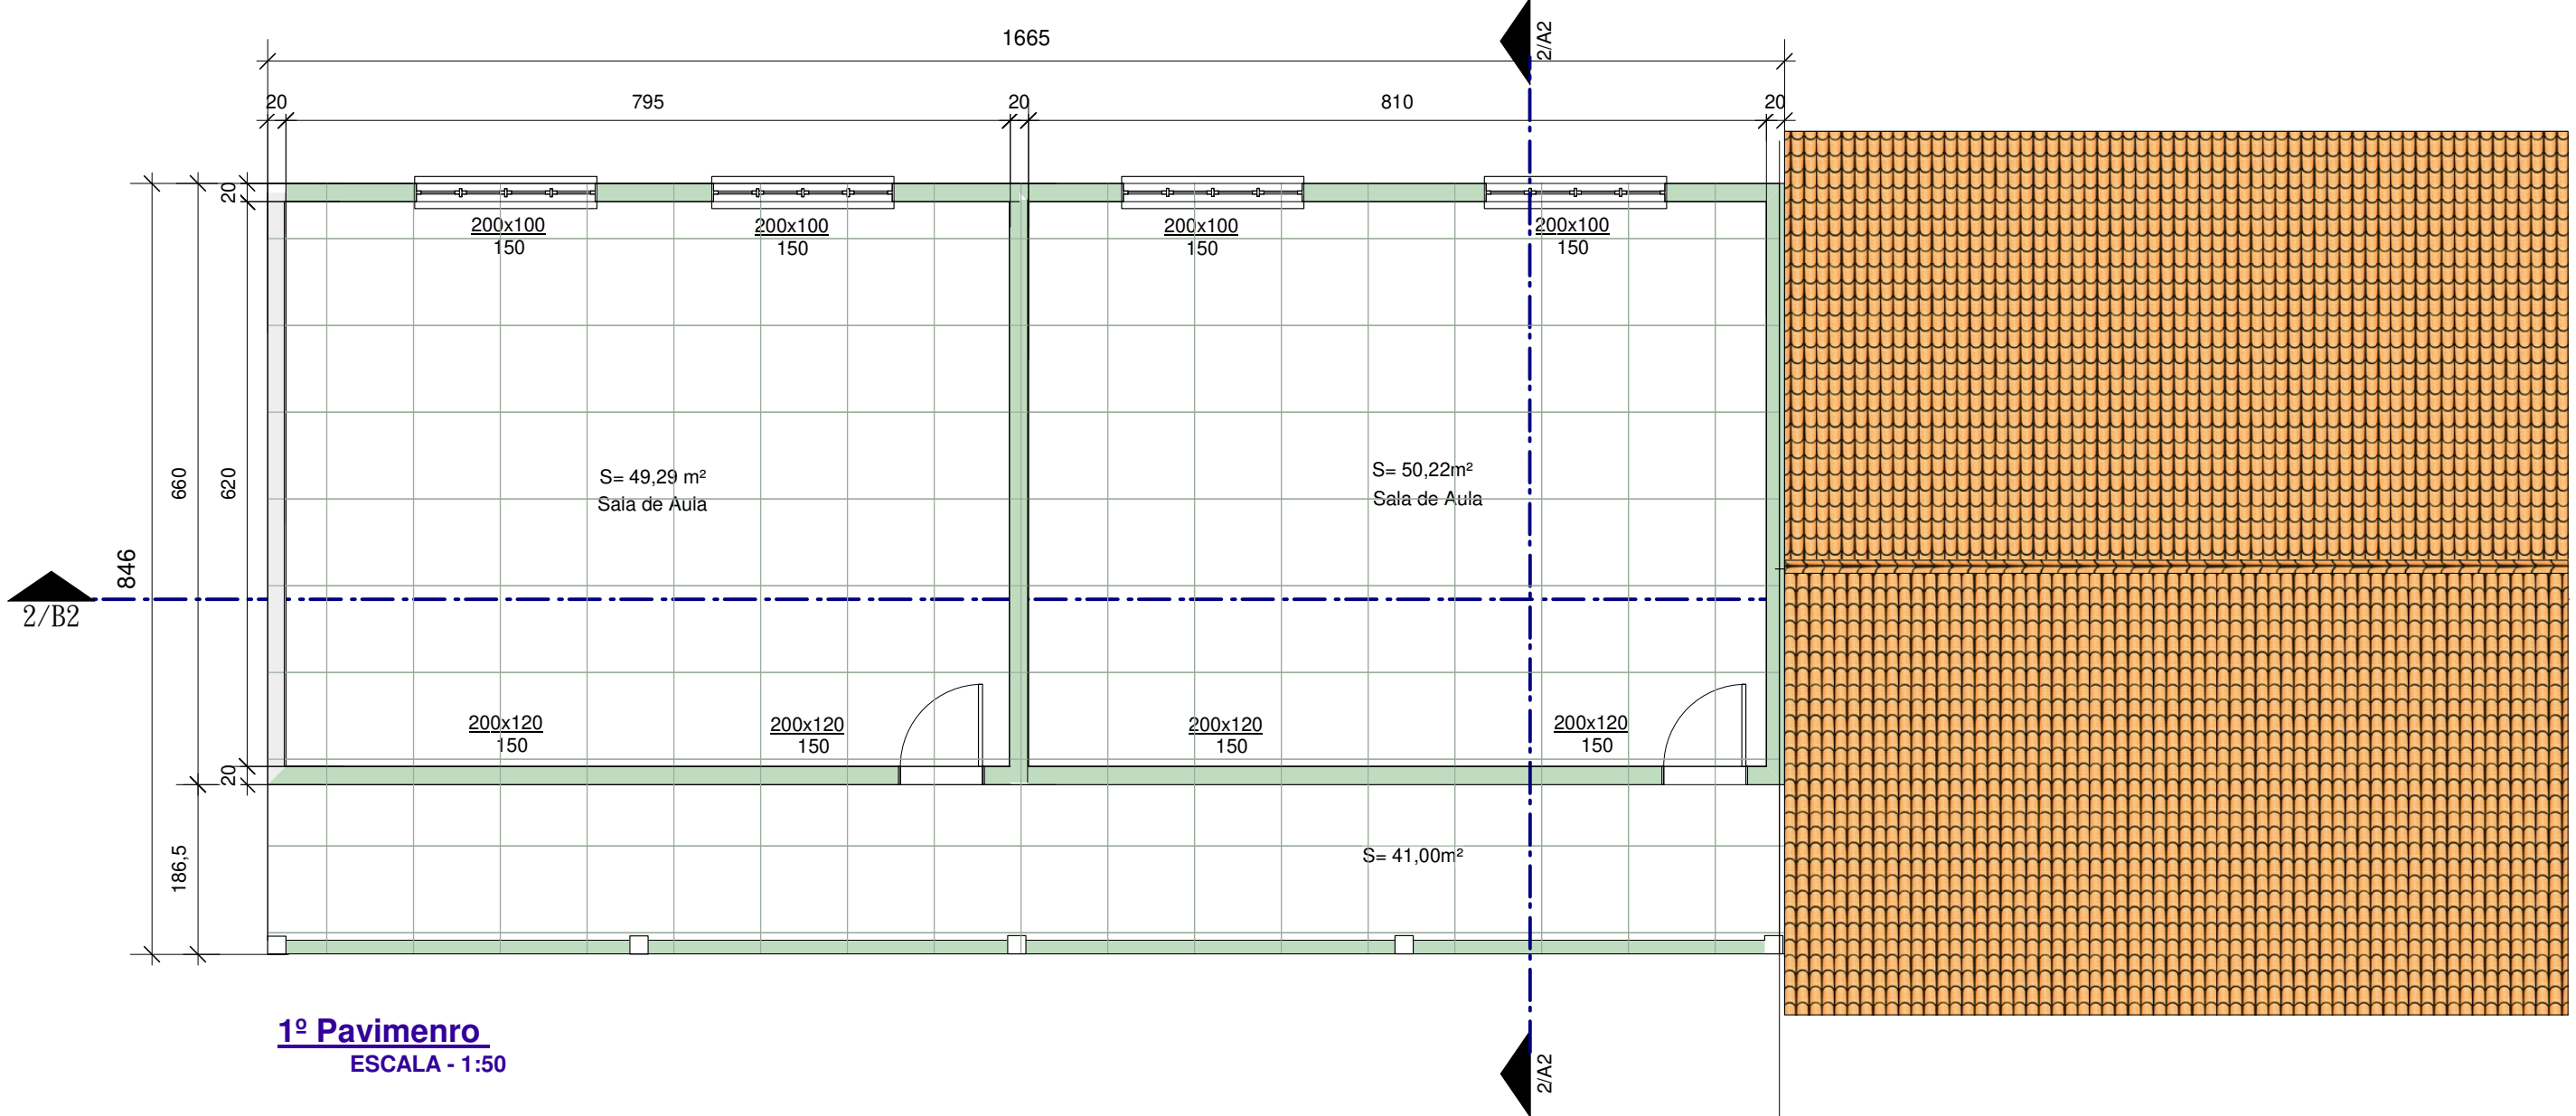 1665
2/A2
20
795
20
810
20
20
200x100
150
200x100
150
200x100
150
200x100
150
660
620
846
S= 49,29 m²
Sala de Aula
S= 50,22m²
Sala de Aula
2/B2
200x120
150
200x120
150
200x120
150
200x120
150
20
186,5
S= 41,00m²
1º Pavimenro
ESCALA - 1:50
2/A2